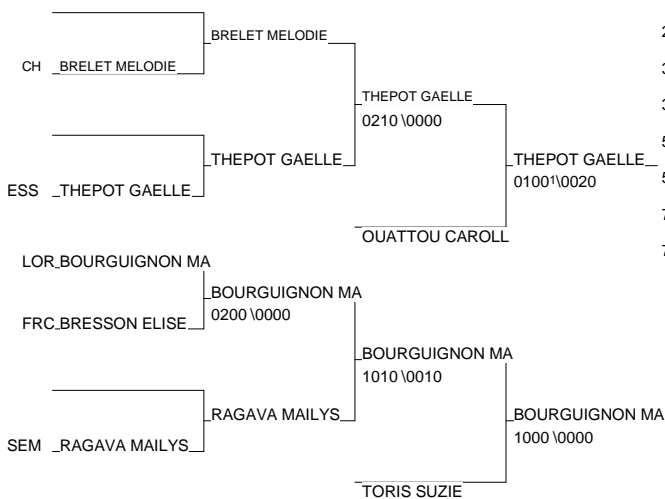 BRELET MELODIE
CH BRELET MELODIE
THEPOT GAELLE
0210 \0000
THEPOT GAELLE
THEPOT GAELLE
0100¹\0020
ESS THEPOT GAELLE
OUATTOU CAROLL
LOR BOURGUIGNON MA
BOURGUIGNON MA
0200 \0000
FRC BRESSON ELISE
BOURGUIGNON MA
1010 \0010
RAGAVA MAILYS
BOURGUIGNON MA
1000 \0000
SEM RAGAVA MAILYS
TORIS SUZIE